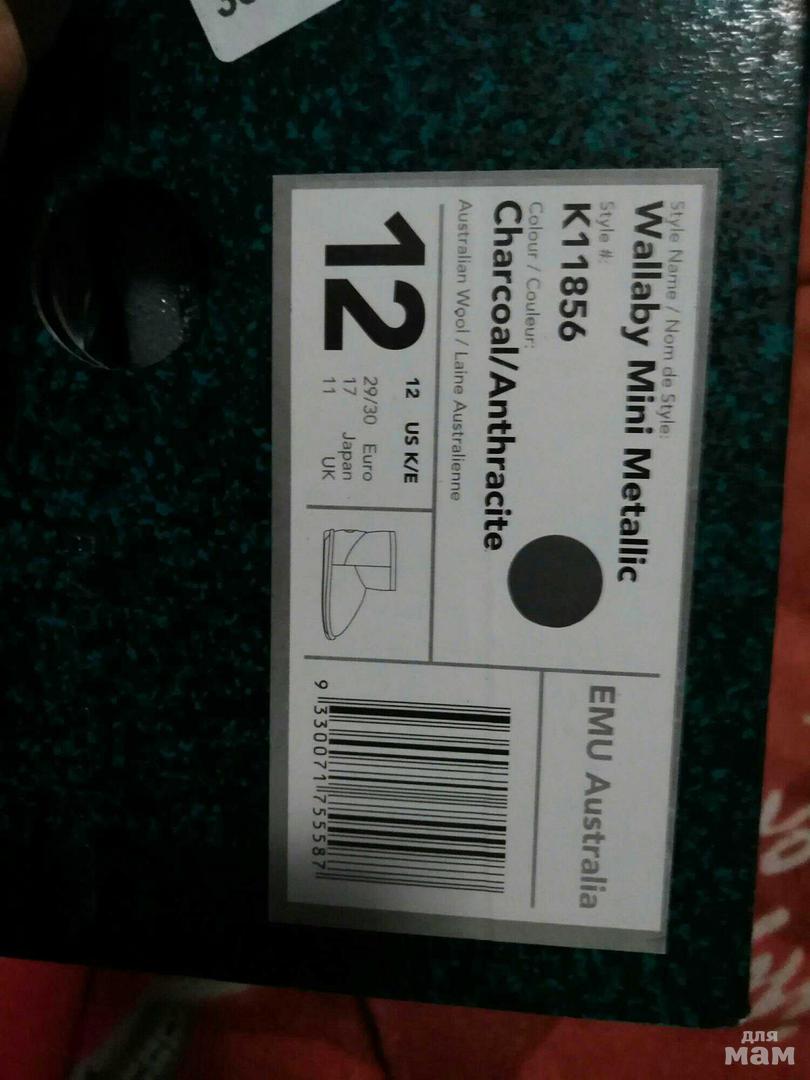 Style Name / Nom de Style:
Wallaby Mini Metallic
Style #:
K11856
Colour / Couleur:
Charcoal/Anthracite
Australian Wool / Laine Australienne
12
12 US K/E
29/30 Euro
17 Japan
11 UK
EMU Australia
9 330071 755587
для
мам